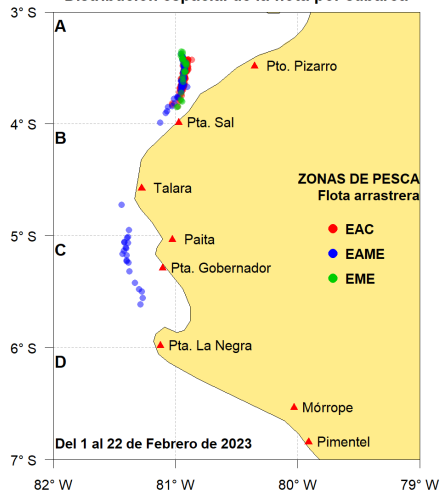 3° S
A
Pto. Pizarro
Pta. Sal
4° S
B
ZONAS DE PESCA
Flota arrastrera
Talara
EAC
EAME
EME
Paita
5° S
C
Pta. Gobernador
Pta. La Negra
6° S
D
Mórrope
Pimentel
Del 1 al 22 de Febrero de 2023
7° S
82° W
81° W
80° W
79° W